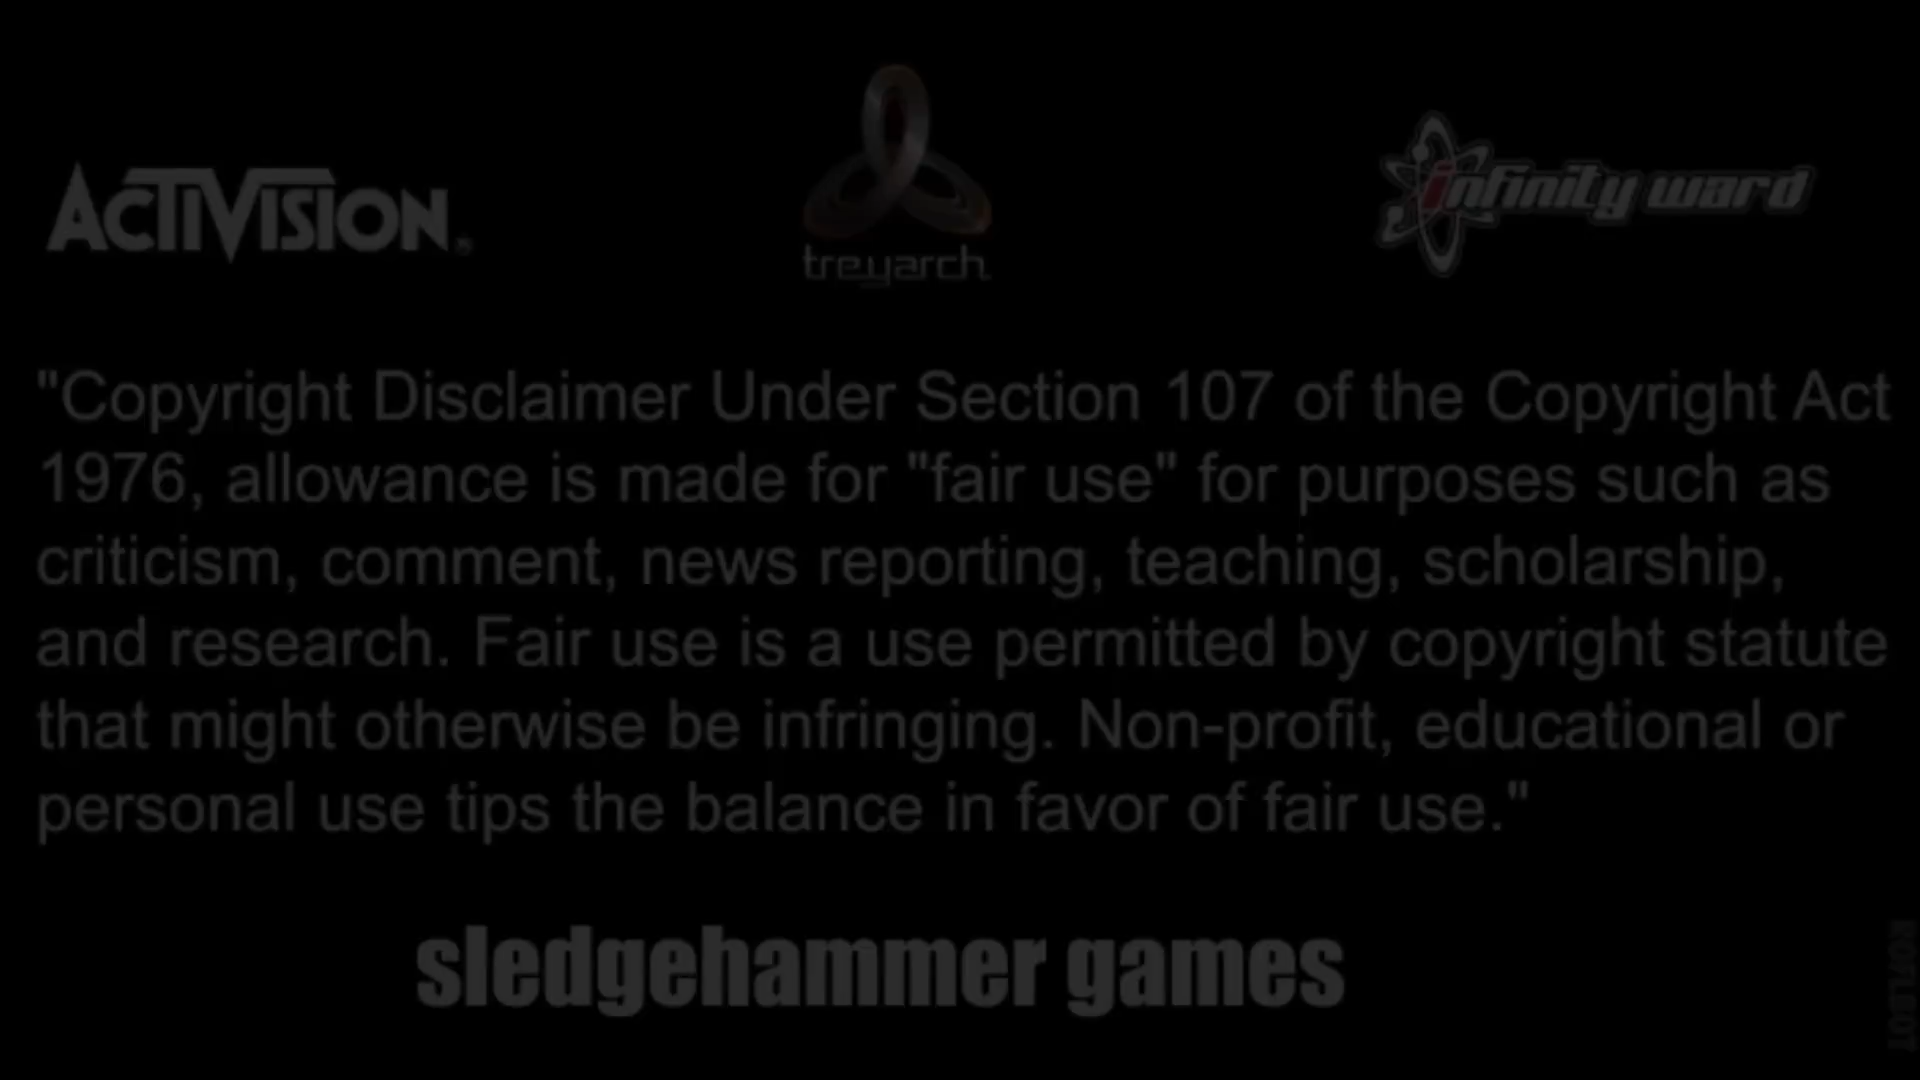 ACTIVISION
treyarch
infinity ward
"Copyright Disclaimer Under Section 107 of the Copyright Act
1976, allowance is made for "fair use" for purposes such as
criticism, comment, news reporting, teaching, scholarship,
and research. Fair use is a use permitted by copyright statute
that might otherwise be infringing. Non-profit, educational or
personal use tips the balance in favor of fair use."
sledgehammer games